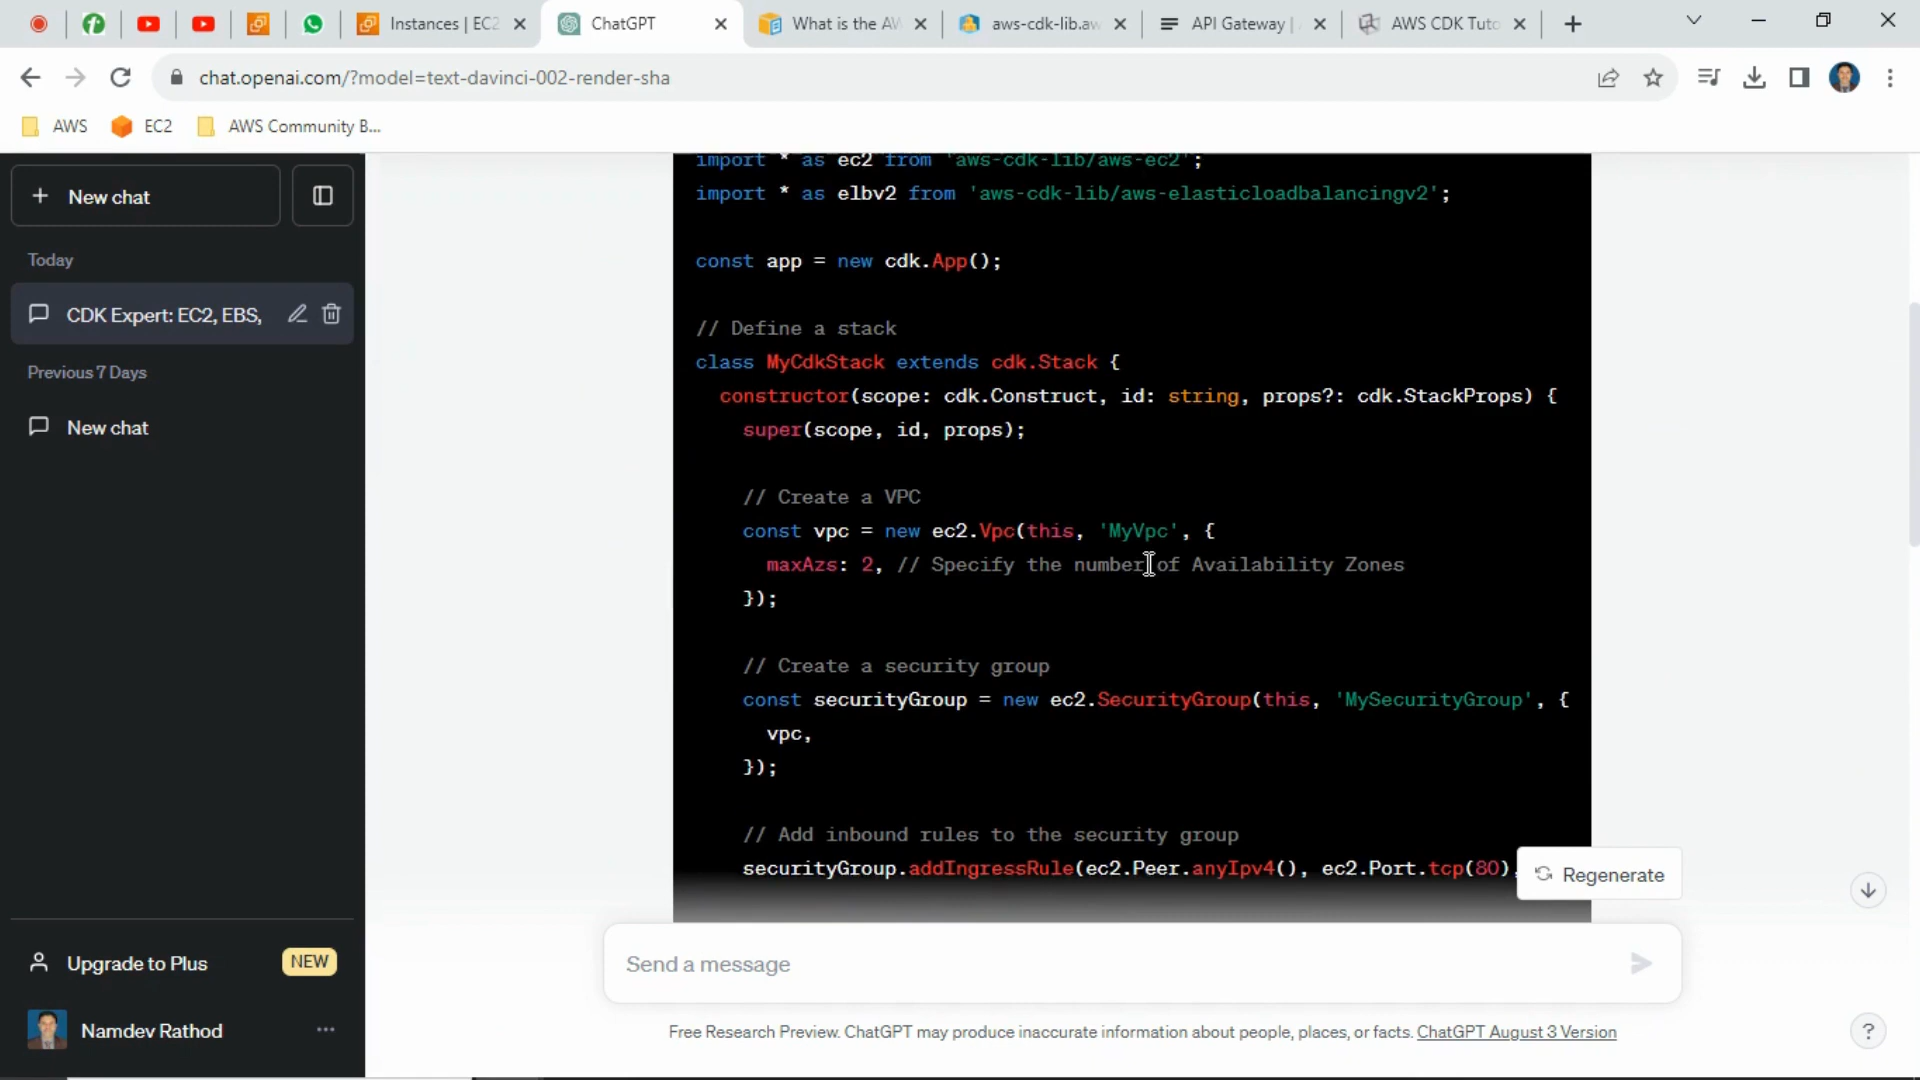 Instances | EC2
ChatGPT
What is the AW
aws-cdk-lib.aw
API Gateway |
AWS CDK Tuto
chat.openai.com/?model=text-davinci-002-render-sha
AWS
EC2
AWS Community B...
New chat
Today
CDK Expert: EC2, EBS,
Previous 7 Days
New chat
Upgrade to Plus
NEW
Namdev Rathod
import * as ec2 from 'aws-cdk-lib/aws-ec2';
import * as elbv2 from 'aws-cdk-lib/aws-elasticloadbalancingv2';
const app = new cdk.App();
// Define a stack
class MyCdkStack extends cdk.Stack {
constructor(scope: cdk.Construct, id: string, props?: cdk.StackProps) {
super(scope, id, props);
// Create a VPC
const vpc = new ec2.Vpc(this, 'MyVpc', {
maxAzs: 2, // Specify the number of Availability Zones
});
// Create a security group
const securityGroup = new ec2.SecurityGroup(this, 'MySecurityGroup', {
vpc,
});
// Add inbound rules to the security group
securityGroup.addIngressRule(ec2.Peer.anyIpv4(), ec2.Port.tcp(80),
Regenerate
Send a message
Free Research Preview. ChatGPT may produce inaccurate information about people, places, or facts. ChatGPT August 3 Version
?